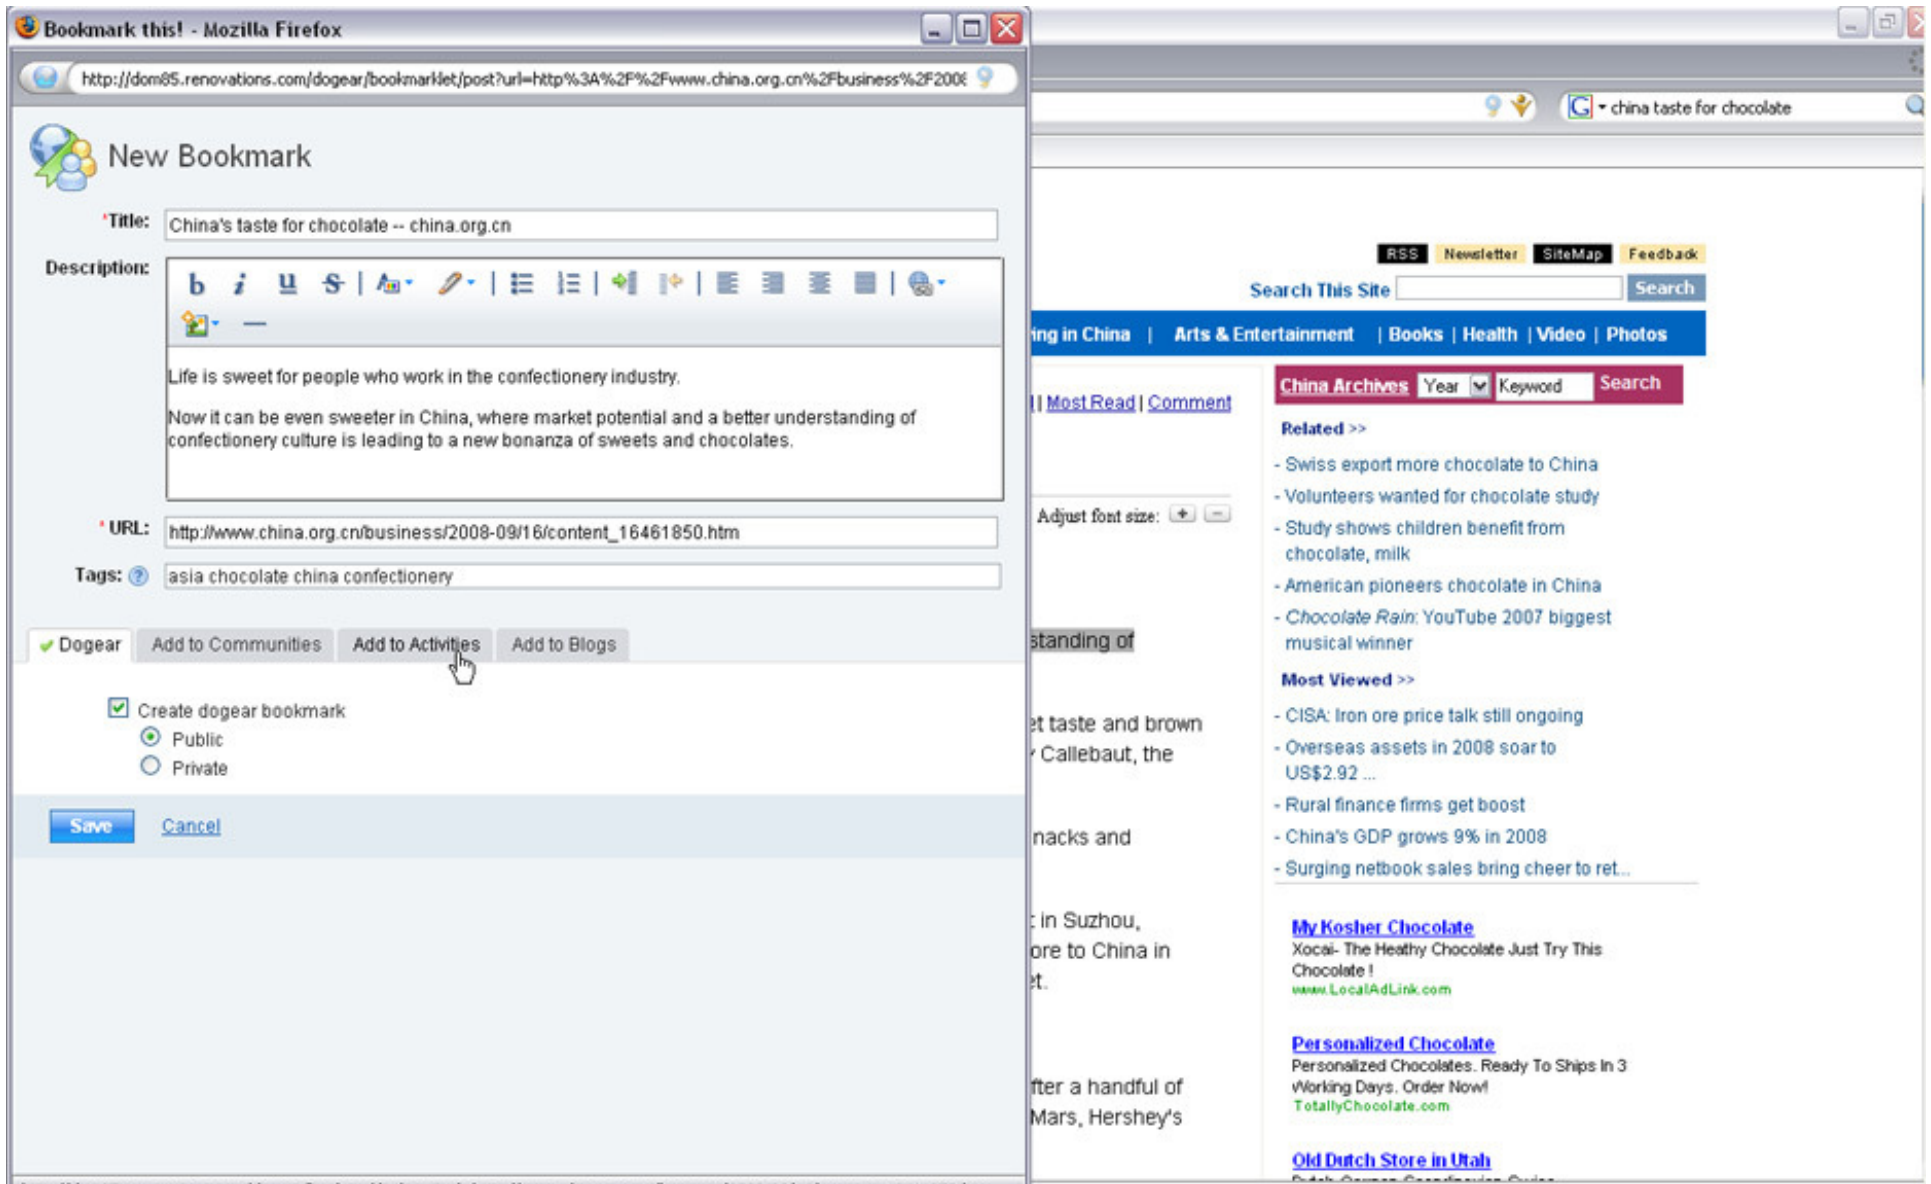 Bookmark this! - Mozilla Firefox
http://dom85.renovations.com/dogear/bookmarklet/post?url=http%3A%2F%2Fwww.china.org.cn%2Fbusiness%2F2008
New Bookmark
*Title: China's taste for chocolate -- china.org.cn
Description:
b i u S
Life is sweet for people who work in the confectionery industry.
Now it can be even sweeter in China, where market potential and a better understanding of
confectionery culture is leading to a new bonanza of sweets and chocolates.
* URL: http://www.china.org.cn/business/2008-09/16/content_16461850.htm
Tags: ? asia chocolate china confectionery
Dogear Add to Communities Add to Activities Add to Blogs
Create dogear bookmark
Public
Private
Save Cancel
G china taste for chocolate
RSS Newsletter SiteMap Feedback
Search This Site Search
ing in China | Arts & Entertainment | Books | Health | Video | Photos
| Most Read | Comment
Adjust font size: + -
standing of
et taste and brown
Callebaut, the
nacks and
t in Suzhou,
ore to China in
et.
fter a handful of
Mars, Hershey's
China Archives Year Keyword Search
Related >>
- Swiss export more chocolate to China
- Volunteers wanted for chocolate study
- Study shows children benefit from
chocolate, milk
- American pioneers chocolate in China
- Chocolate Rain: YouTube 2007 biggest
musical winner
Most Viewed >>
- CISA: Iron ore price talk still ongoing
- Overseas assets in 2008 soar to
US$2.92 ...
- Rural finance firms get boost
- China's GDP grows 9% in 2008
- Surging netbook sales bring cheer to ret...
My Kosher Chocolate
Xocai- The Heathy Chocolate Just Try This
Chocolate !
www.LocalAdLink.com
Personalized Chocolate
Personalized Chocolates. Ready To Ships In 3
Working Days. Order Now!
TotallyChocolate.com
Old Dutch Store in Utah